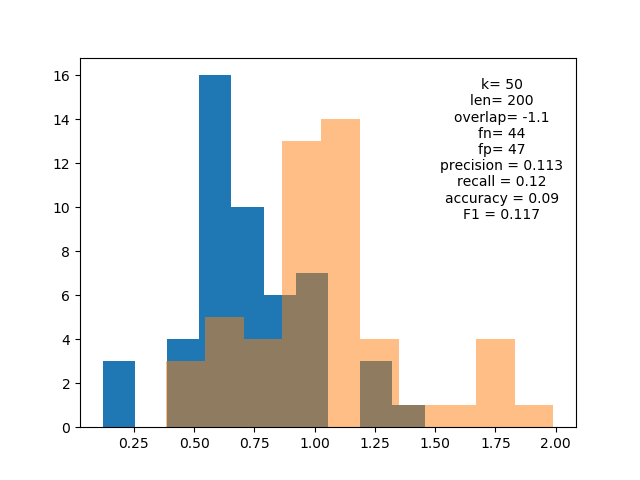 16
14
12
10
8
6
4
2
0
k= 50
len= 200
overlap= -1.1
fn= 44
fp= 47
precision = 0.113
recall = 0.12
accuracy = 0.09
F1 = 0.117
0.25 0.50 0.75 1.00 1.25 1.50 1.75 2.00